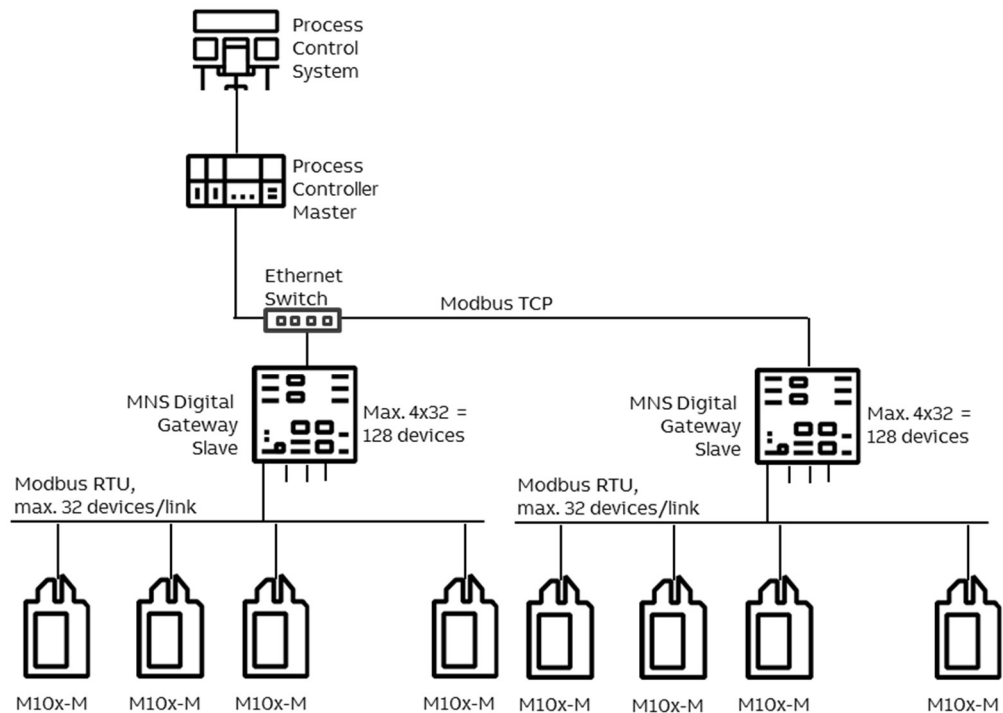 Process
Control
System
Process
Controller
Master
Ethernet
Switch
Modbus TCP
MNS Digital
Gateway
Slave
Max. 4x32 =
128 devices
MNS Digital
Gateway
Slave
Max. 4x32 =
128 devices
Modbus RTU,
max. 32 devices/link
Modbus RTU,
max. 32 devices/link
M10x-M
M10x-M
M10x-M
M10x-M
M10x-M
M10x-M
M10x-M
M10x-M